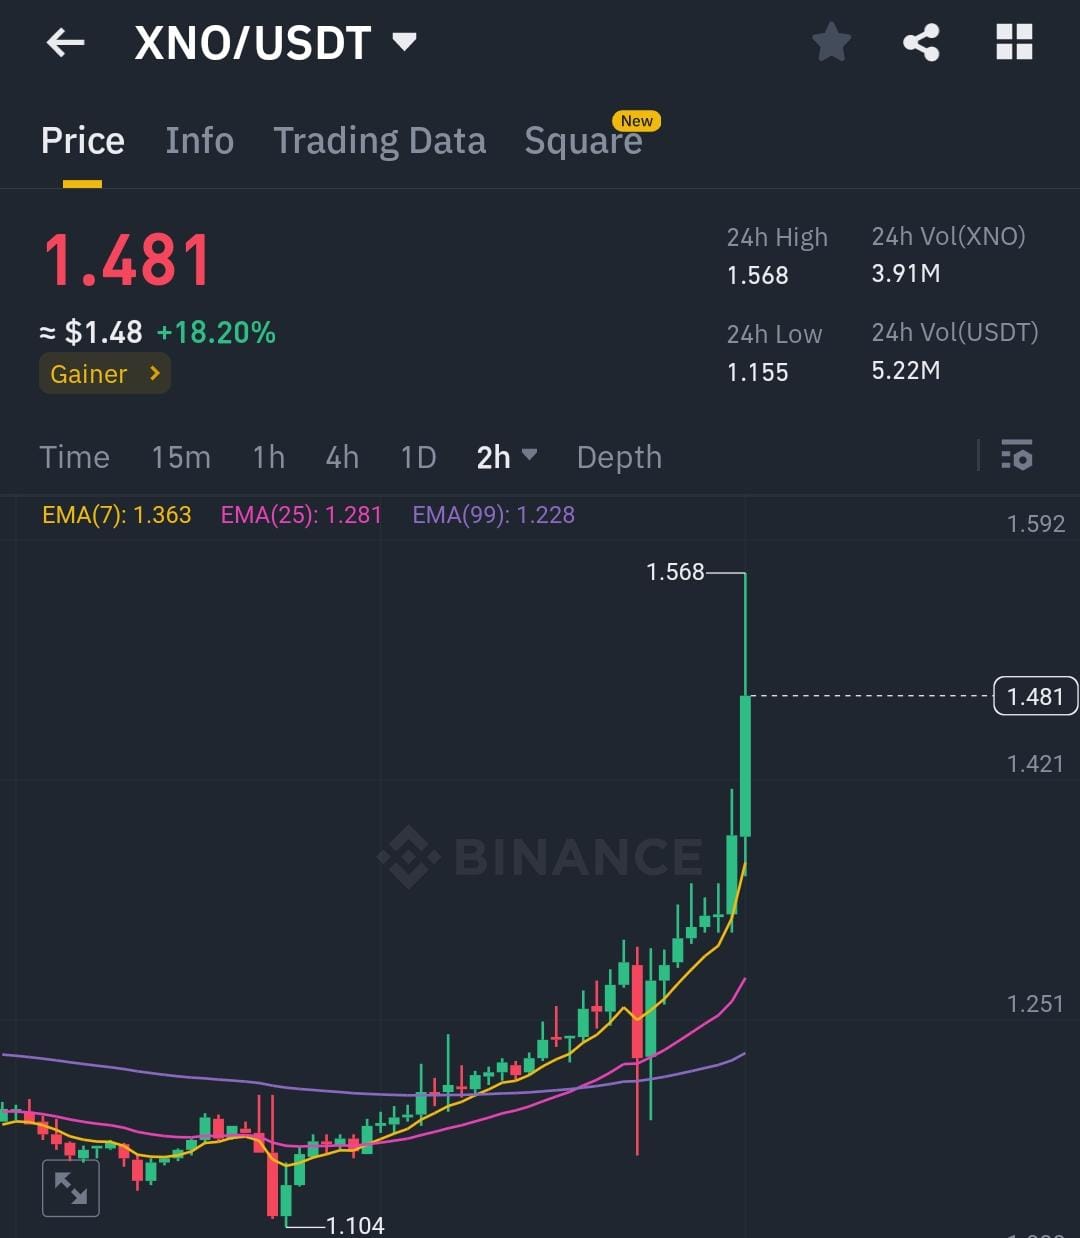 XNO/USDT
Price Info Trading Data Square New
1.481
≈ $1.48 +18.20%
Gainer
24h High
1.568
24h Vol(XNO)
3.91M
24h Low
1.155
24h Vol(USDT)
5.22M
Time 15m 1h 4h 1D 2h Depth
EMA(7): 1.363 EMA(25): 1.281 EMA(99): 1.228
1.592
1.568
1.481
1.421
BINANCE
1.251
1.104